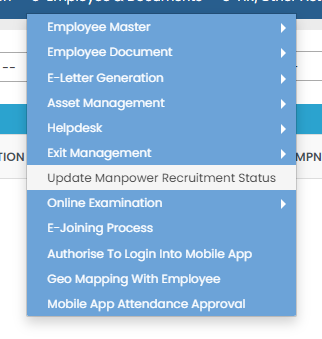 --
Employee Master
Employee Document
E-Letter Generation
Asset Management
Helpdesk
Exit Management
Update Manpower Recruitment Status
Online Examination
E-Joining Process
Authorise To Login Into Mobile App
Geo Mapping With Employee
Mobile App Attendance Approval